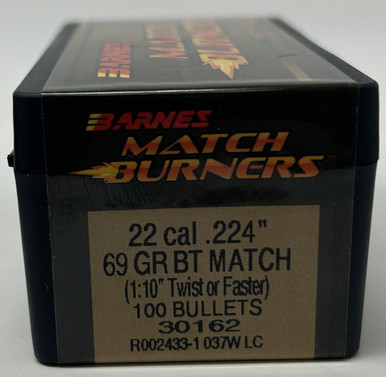 BARNES
MATCH
BURNERS
22 cal .224"
69 GR BT MATCH
(1:10" Twist or Faster)
100 BULLETS
30162
R002433-1 037W LC